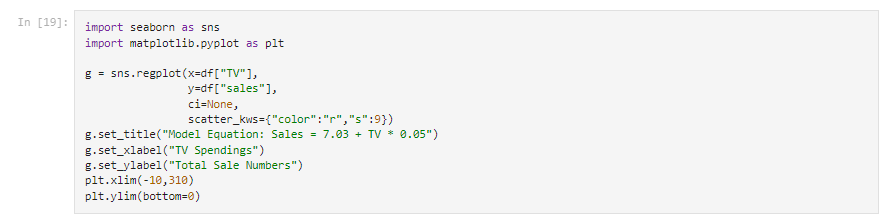 In [19]:
import seaborn as sns
import matplotlib.pyplot as plt
g = sns.regplot(x=df["TV"],
y=df["sales"],
ci=None,
scatter_kws={"color":"r","s":9})
g.set_title("Model Equation: Sales = 7.03 + TV * 0.05")
g.set_xlabel("TV Spendings")
g.set_ylabel("Total Sale Numbers")
plt.xlim(-10,310)
plt.ylim(bottom=0)